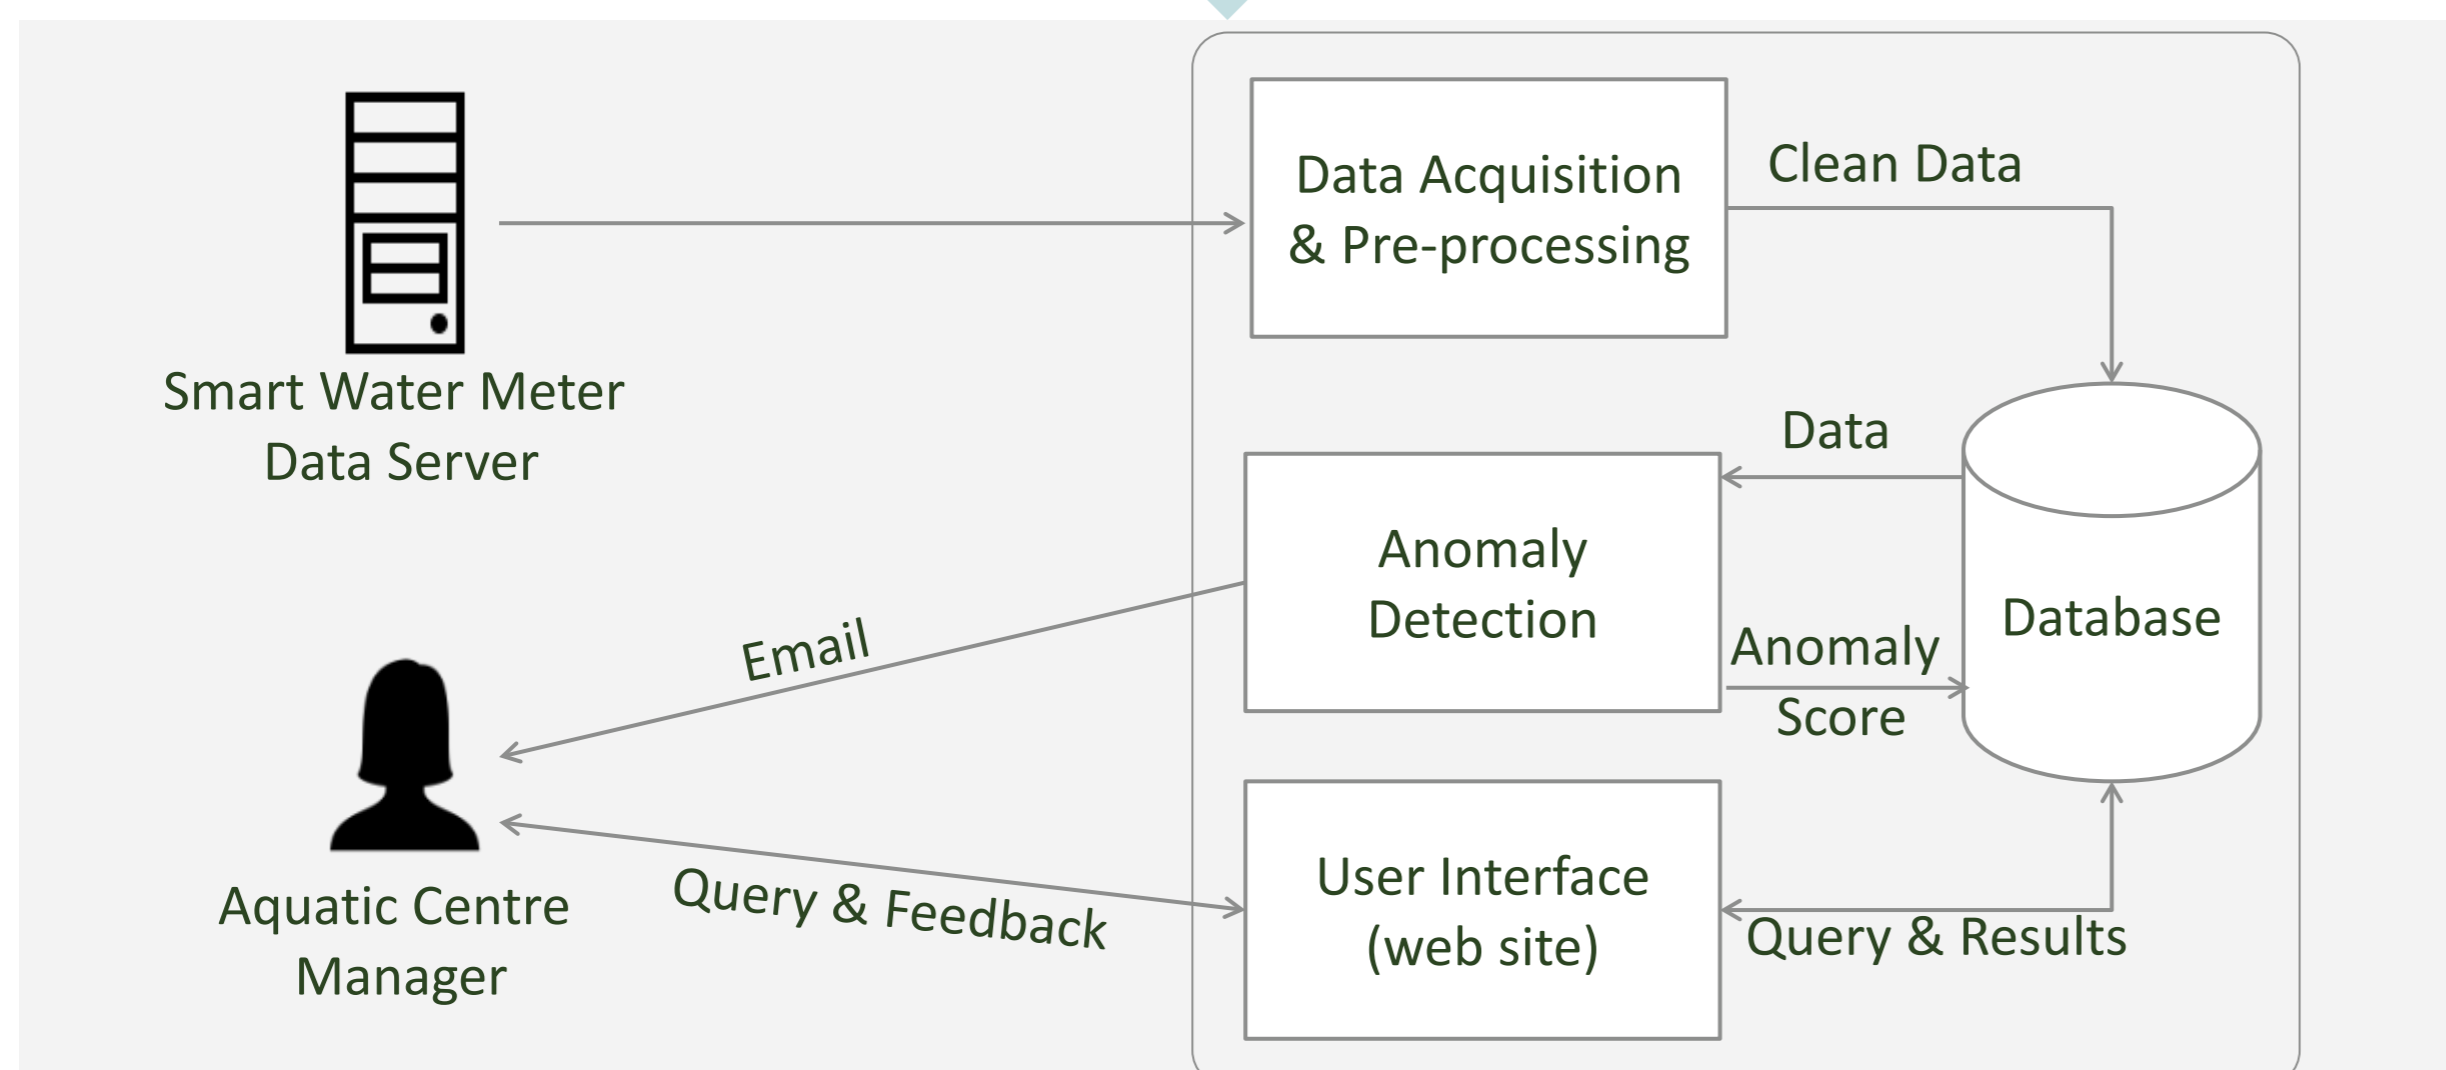 Data Acquisition
& Pre-processing
Clean Data
Smart Water Meter
Data Server
Data
Anomaly
Detection
Database
Anomaly
Score
Email
Aquatic Centre
Manager
Query & Feedback
User Interface
(web site)
Query & Results